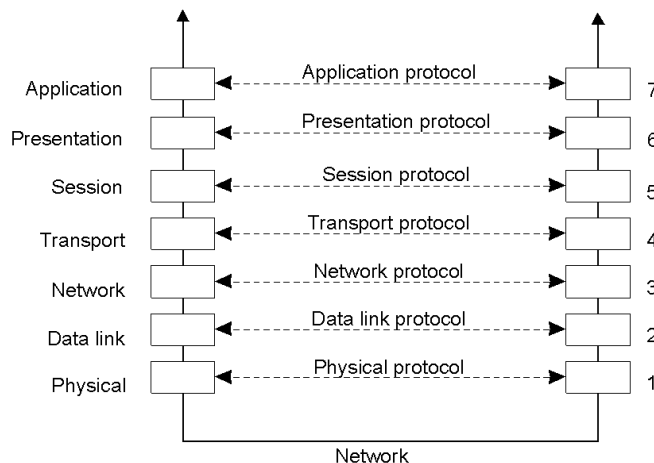 Application Application protocol 7
Presentation Presentation protocol 6
Session Session protocol 5
Transport Transport protocol 4
Network Network protocol 3
Data link Data link protocol 2
Physical Physical protocol 1
Network